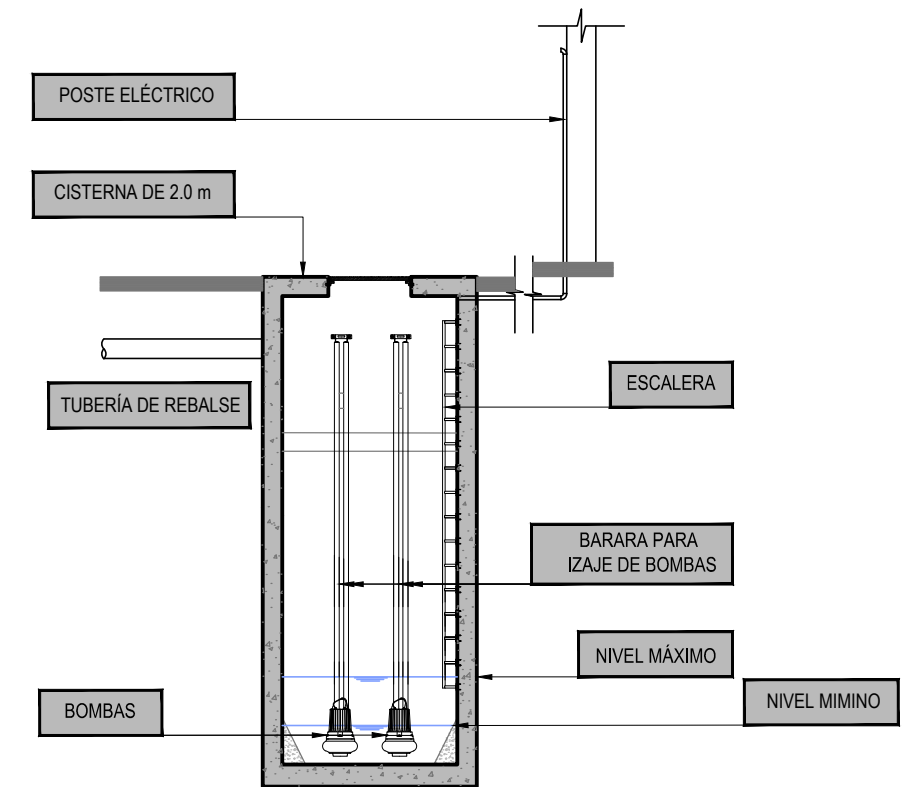 POSTE ELÉCTRICO
CISTERNA DE 2.0 m
TUBERÍA DE REBALSE
ESCALERA
BARARA PARA
IZAJE DE BOMBAS
NIVEL MÁXIMO
NIVEL MIMINO
BOMBAS